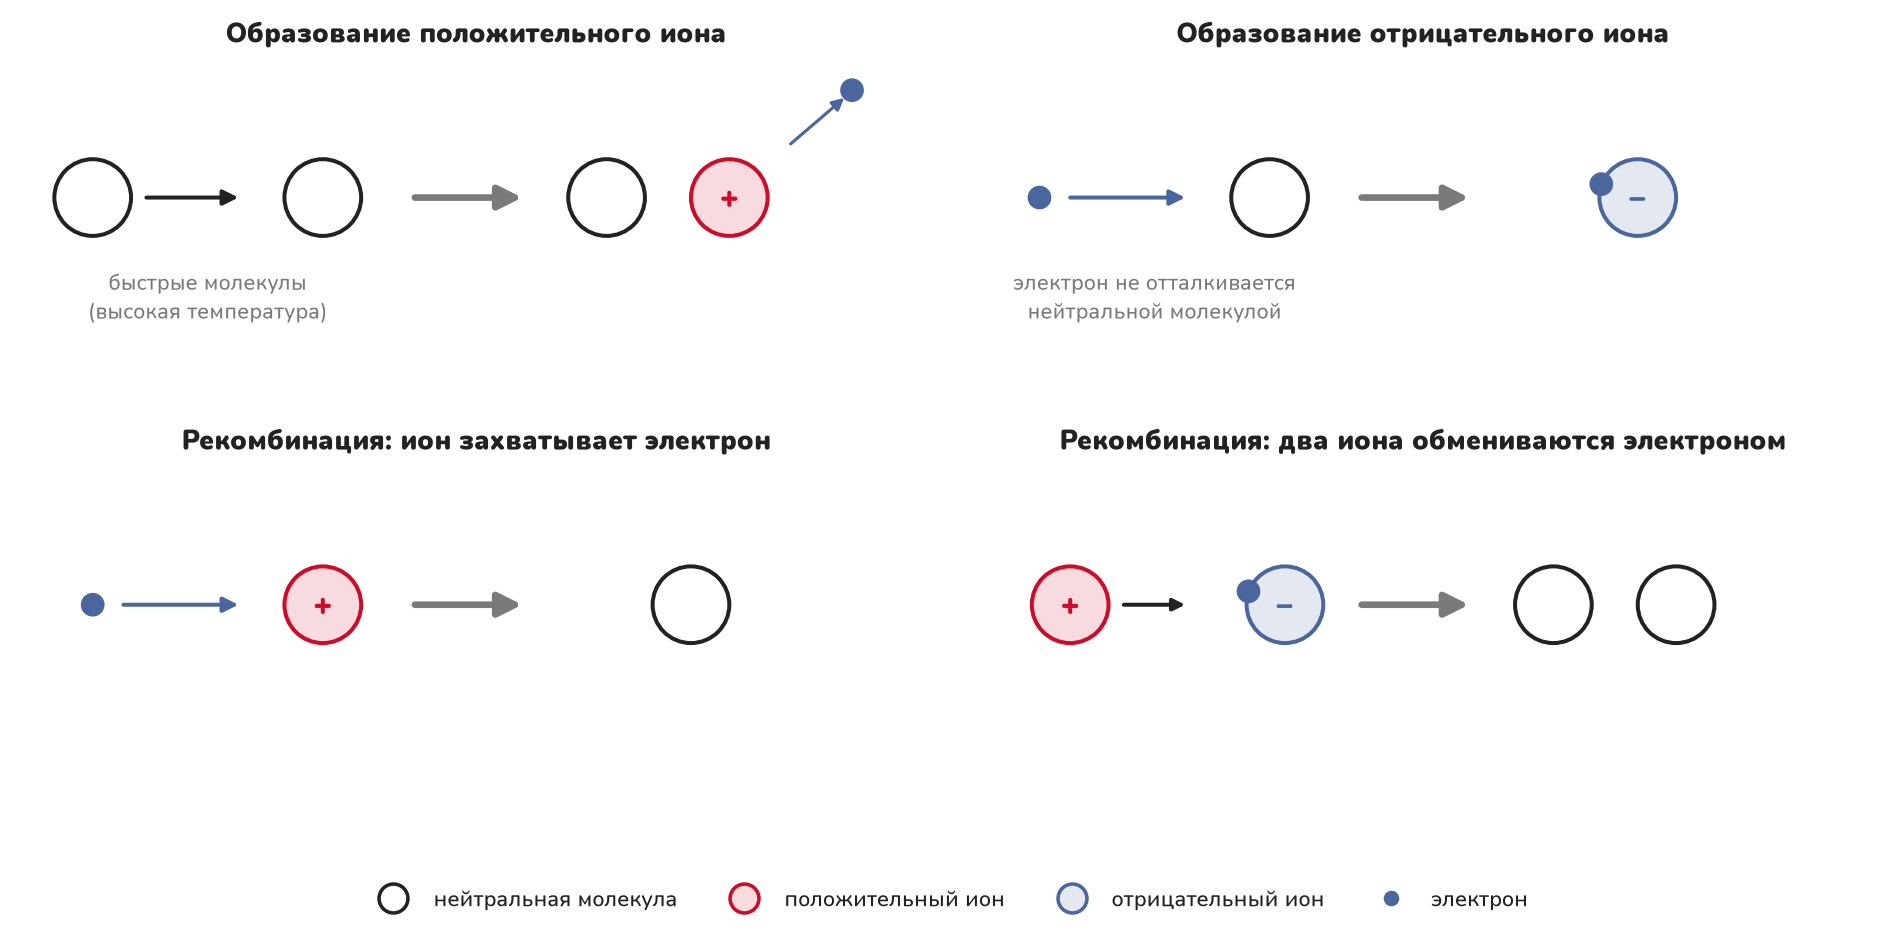 Образование положительного иона
Образование отрицательного иона
+
–
быстрые молекулы
(высокая температура)
электрон не отталкивается
нейтральной молекулой
Рекомбинация: ион захватывает электрон
Рекомбинация: два иона обмениваются электроном
+
+
–
нейтральная молекула
положительный ион
отрицательный ион
электрон